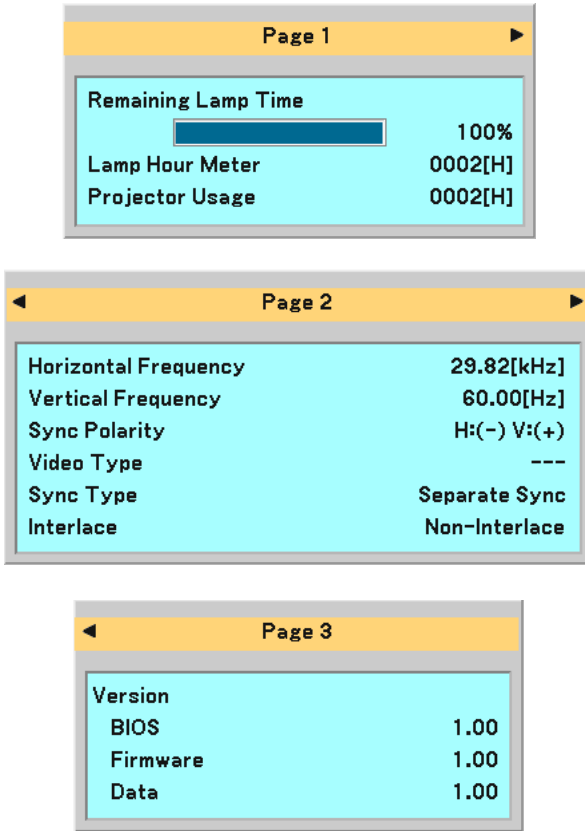 Page 1 ▶
Remaining Lamp Time
100%
Lamp Hour Meter 0002[H]
Projector Usage 0002[H]
◀ Page 2 ▶
Horizontal Frequency 29.82[kHz]
Vertical Frequency 60.00[Hz]
Sync Polarity H:(-) V:(+)
Video Type ---
Sync Type Separate Sync
Interlace Non-Interlace
◀ Page 3
Version
BIOS 1.00
Firmware 1.00
Data 1.00